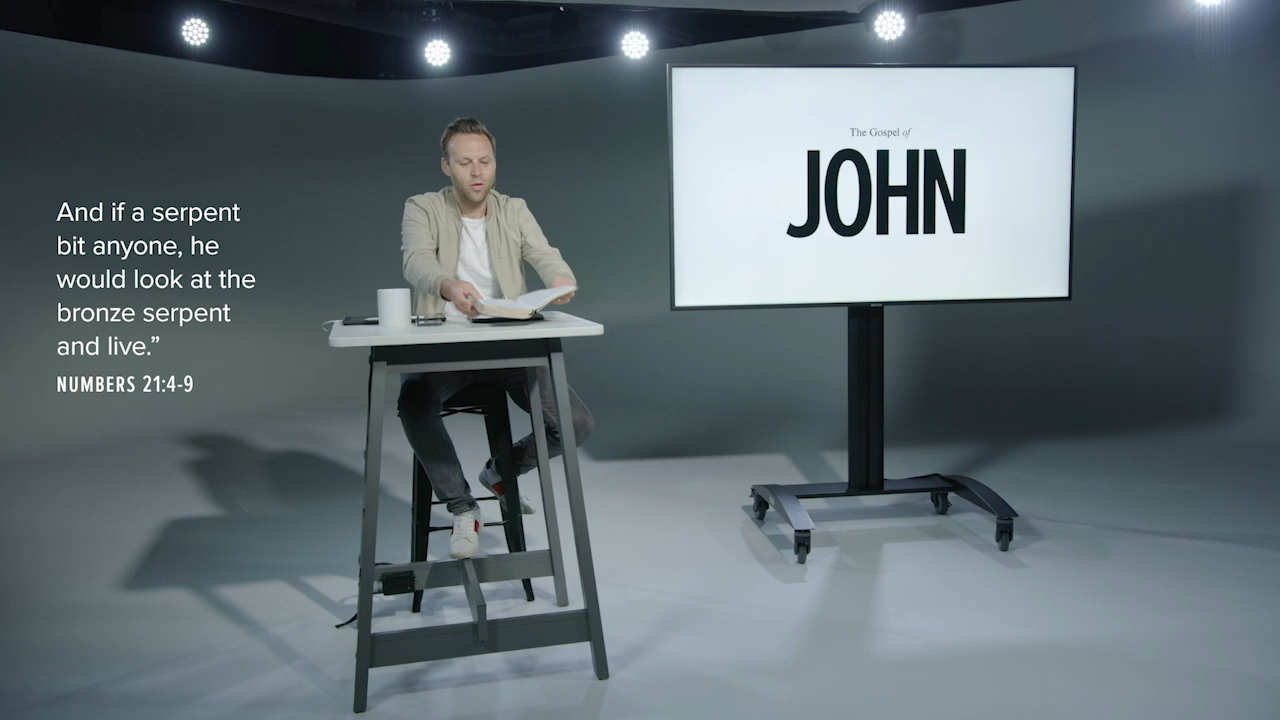 And if a serpent
bit anyone, he
would look at the
bronze serpent
and live.”
NUMBERS 21:4-9
The Gospel of
JOHN